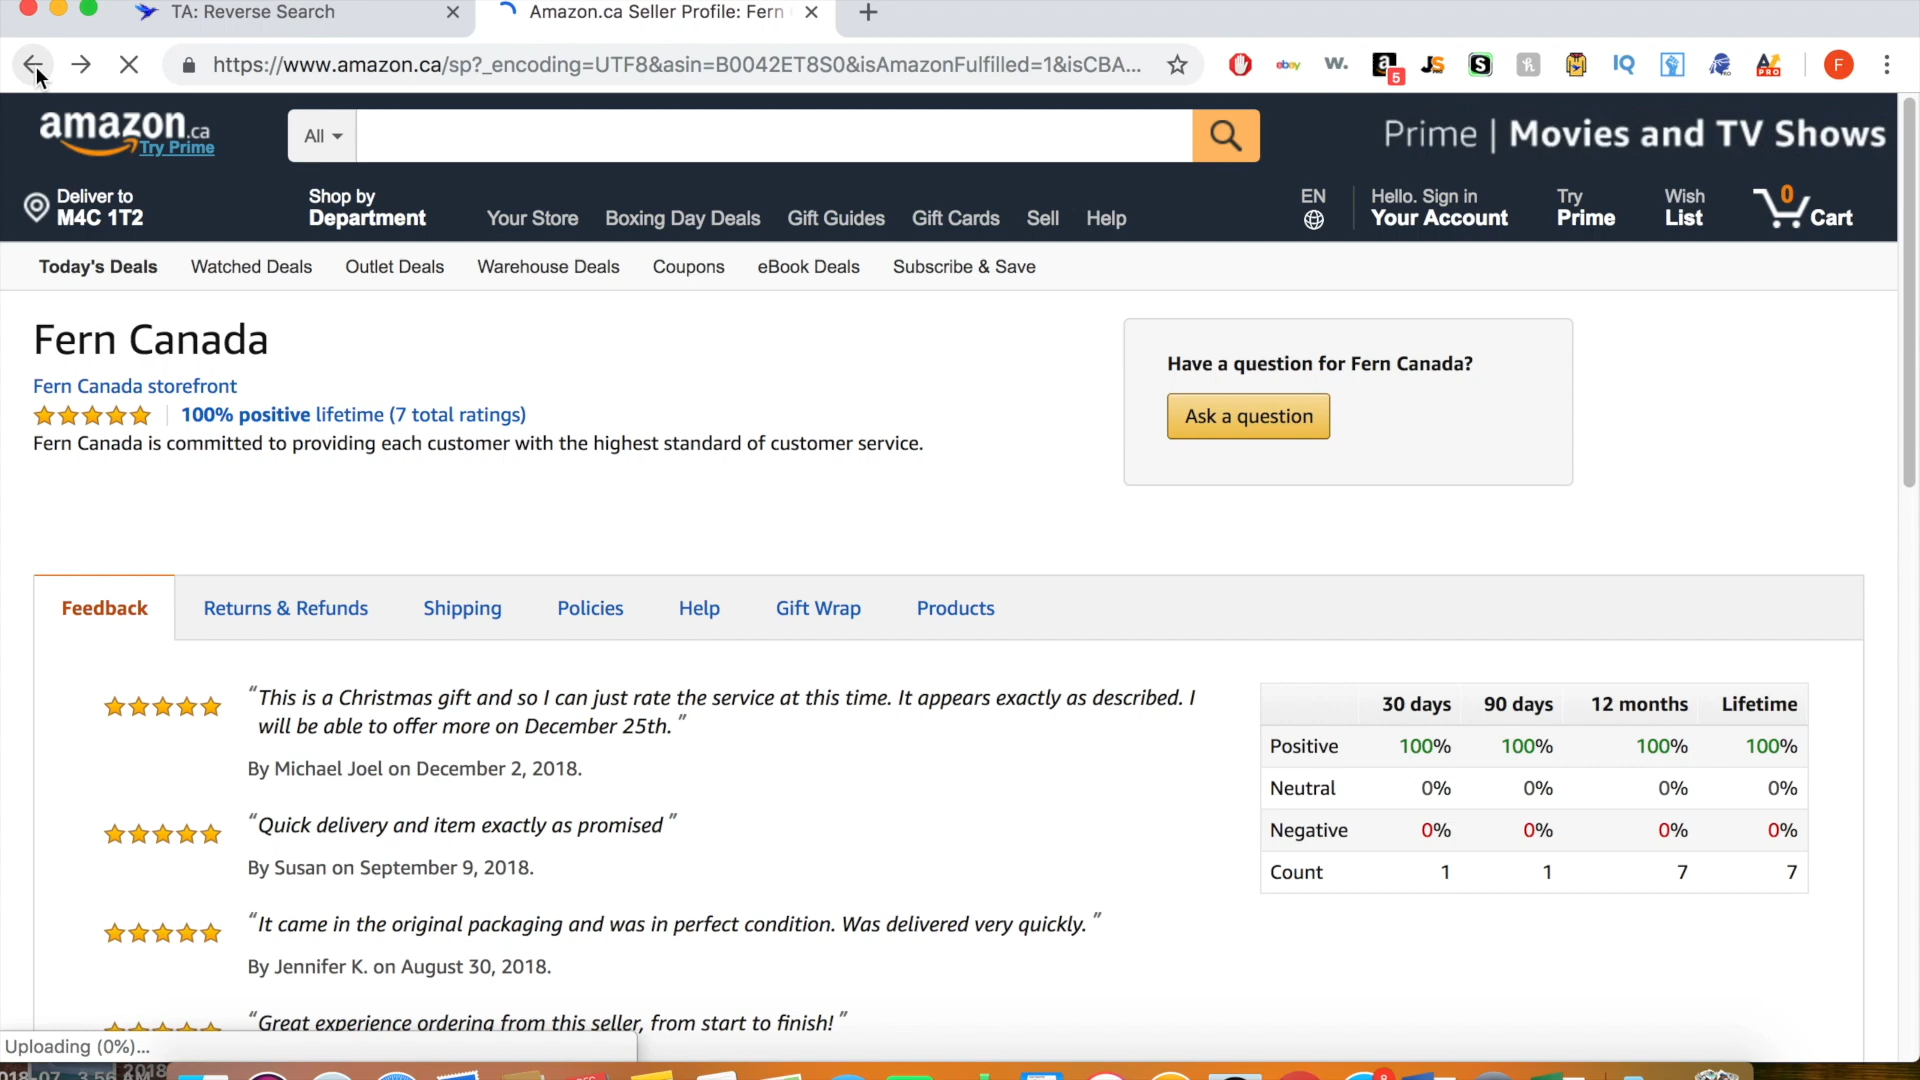 TA: Reverse Search
Amazon.ca Seller Profile: Fern
https://www.amazon.ca/sp?_encoding=UTF8&asin=B0042ET8S0&isAmazonFulfilled=1&isCBA...
ebay
w.
a
5
JS
S
h
IQ
PRO
F
amazon.ca
Try Prime
All
Prime | Movies and TV Shows
Deliver to
M4C 1T2
Shop by
Department
Your Store
Boxing Day Deals
Gift Guides
Gift Cards
Sell
Help
EN
Hello. Sign in
Your Account
Try
Prime
Wish
List
0
Cart
Today's Deals
Watched Deals
Outlet Deals
Warehouse Deals
Coupons
eBook Deals
Subscribe & Save
Fern Canada
Fern Canada storefront
100% positive lifetime (7 total ratings)
Fern Canada is committed to providing each customer with the highest standard of customer service.
Have a question for Fern Canada?
Ask a question
Feedback
Returns & Refunds
Shipping
Policies
Help
Gift Wrap
Products
“This is a Christmas gift and so I can just rate the service at this time. It appears exactly as described. I
will be able to offer more on December 25th. ”
By Michael Joel on December 2, 2018.
“Quick delivery and item exactly as promised ”
By Susan on September 9, 2018.
“It came in the original packaging and was in perfect condition. Was delivered very quickly. ”
By Jennifer K. on August 30, 2018.
“Great experience ordering from this seller, from start to finish! ”
30 days 90 days 12 months Lifetime
Positive 100% 100% 100% 100%
Neutral 0% 0% 0% 0%
Negative 0% 0% 0% 0%
Count 1 1 7 7
Uploading (0%)...